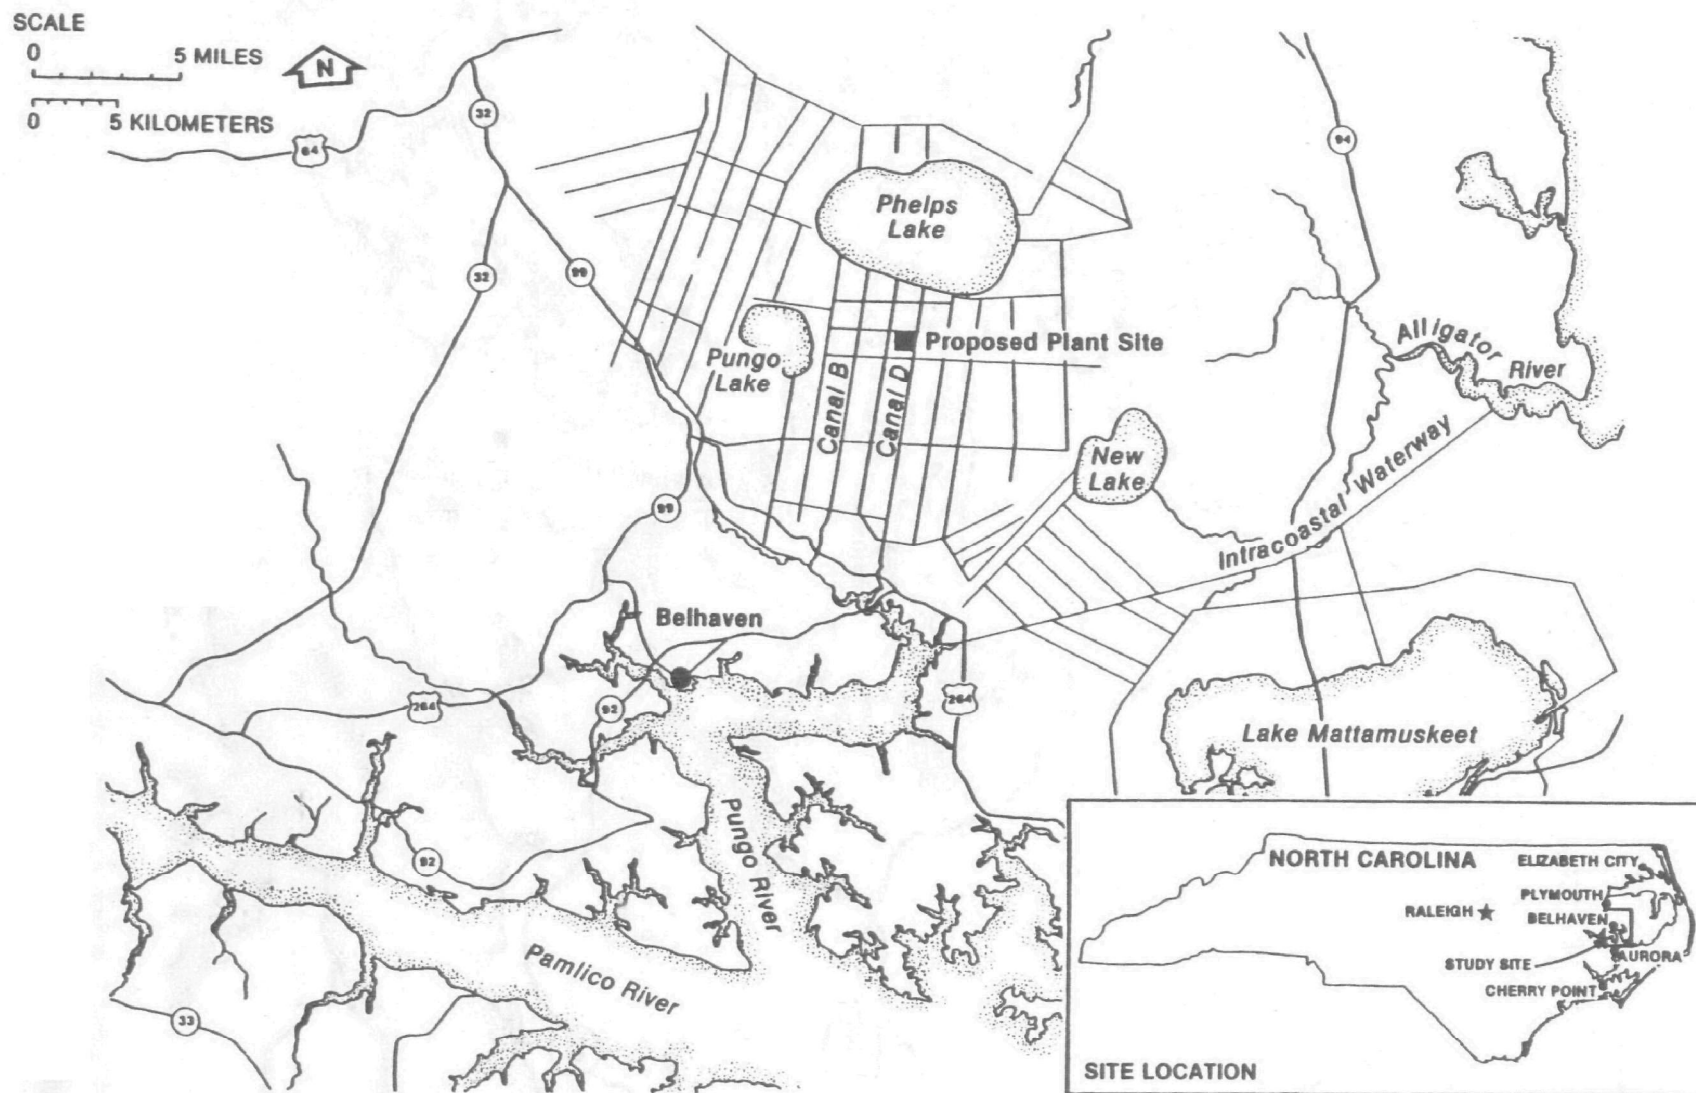 SCALE
0 5 MILES
N
0 5 KILOMETERS
64
32
94
Phelps
Lake
32
99
Alligator
River
Proposed Plant Site
Pungo
Lake
Canal B
Canal D
New
Lake
Intracoastal Waterway
99
Belhaven
264
92
264
Lake Mattamuskeet
Pungo River
92
Pamlico River
33
NORTH CAROLINA
ELIZABETH CITY
PLYMOUTH
RALEIGH
BELHAVEN
STUDY SITE
AURORA
CHERRY POINT
SITE LOCATION